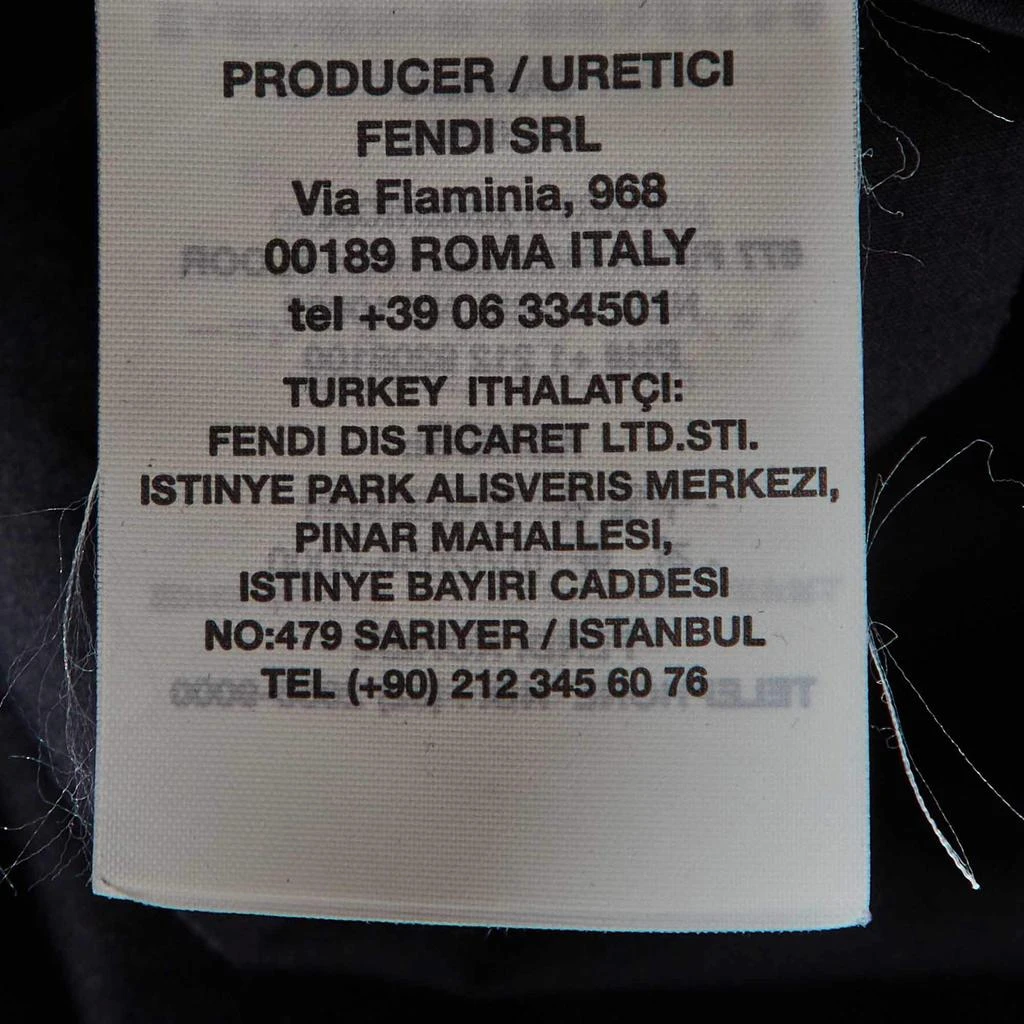 PRODUCER / URETICI
FENDI SRL
Via Flaminia, 968
00189 ROMA ITALY
tel +39 06 334501
TURKEY ITHALATÇI:
FENDI DIS TICARET LTD.STI.
ISTINYE PARK ALISVERIS MERKEZI,
PINAR MAHALLESI,
ISTINYE BAYIRI CADDESI
NO:479 SARIYER / ISTANBUL
TEL (+90) 212 345 60 76